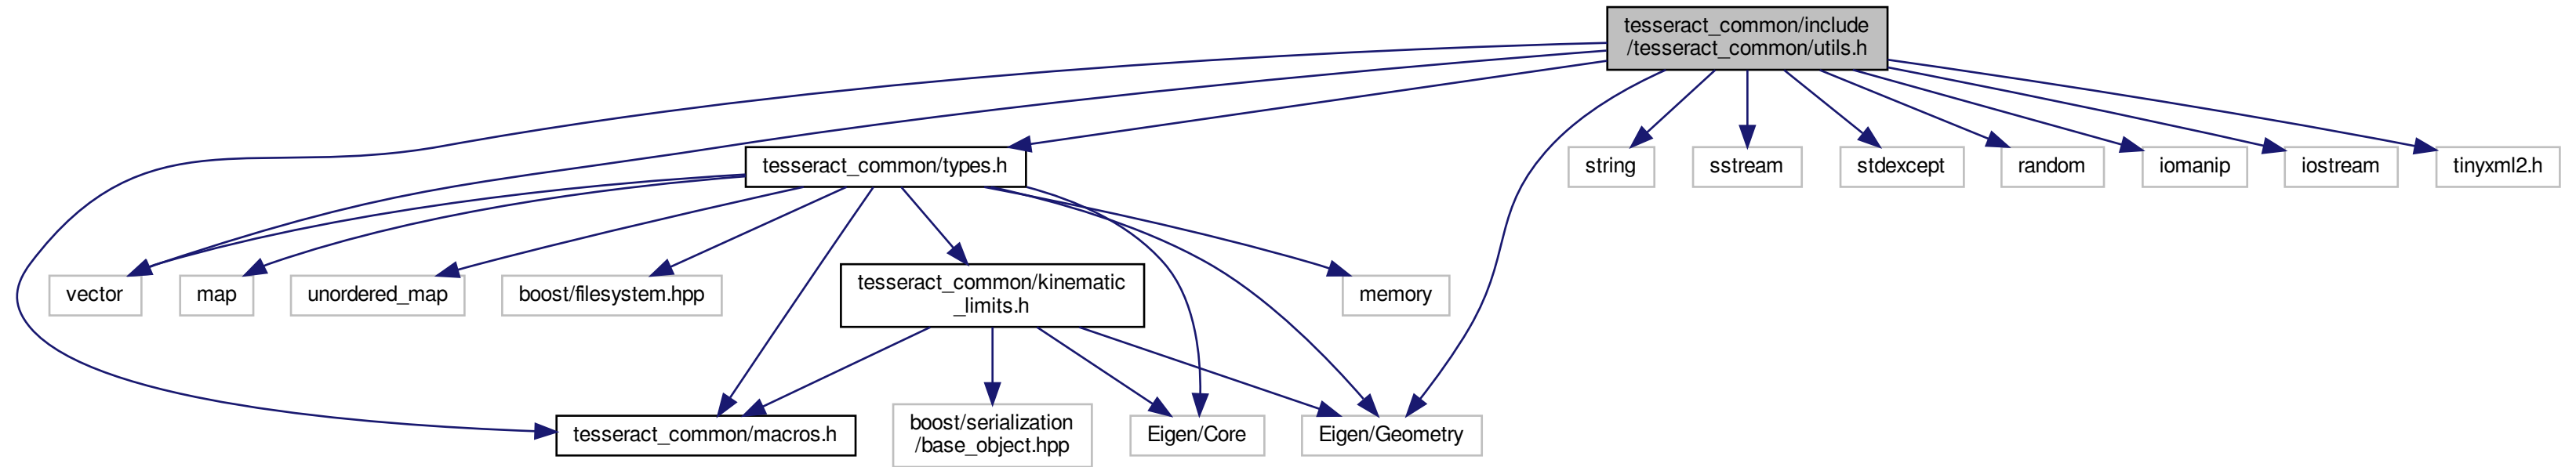 tesseract_common/include
/tesseract_common/utils.h
tesseract_common/types.h
string
sstream
stdexcept
random
iomanip
iostream
tinyxml2.h
vector
map
unordered_map
boost/filesystem.hpp
tesseract_common/kinematic
_limits.h
memory
tesseract_common/macros.h
boost/serialization
/base_object.hpp
Eigen/Core
Eigen/Geometry